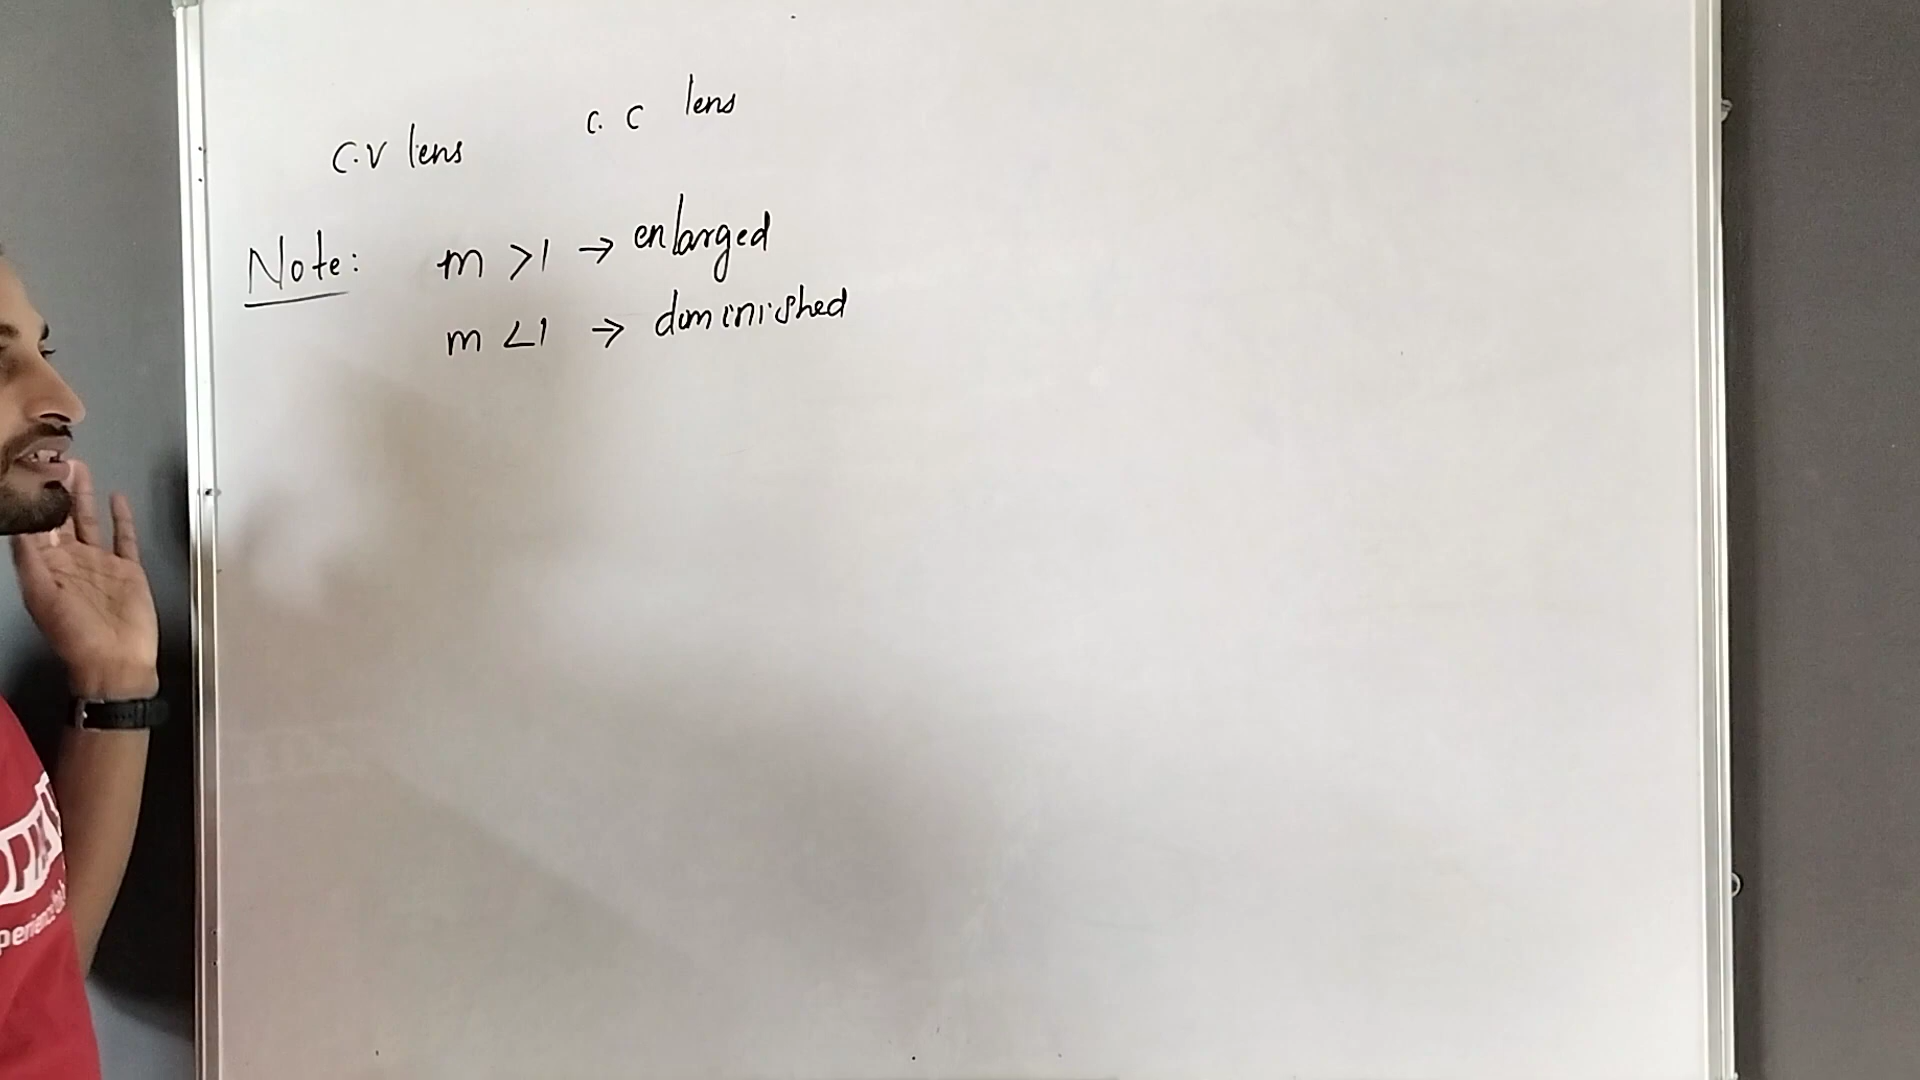 C.V lens
C. C lens
Note: m >1 → enlarged
m <1 → diminished